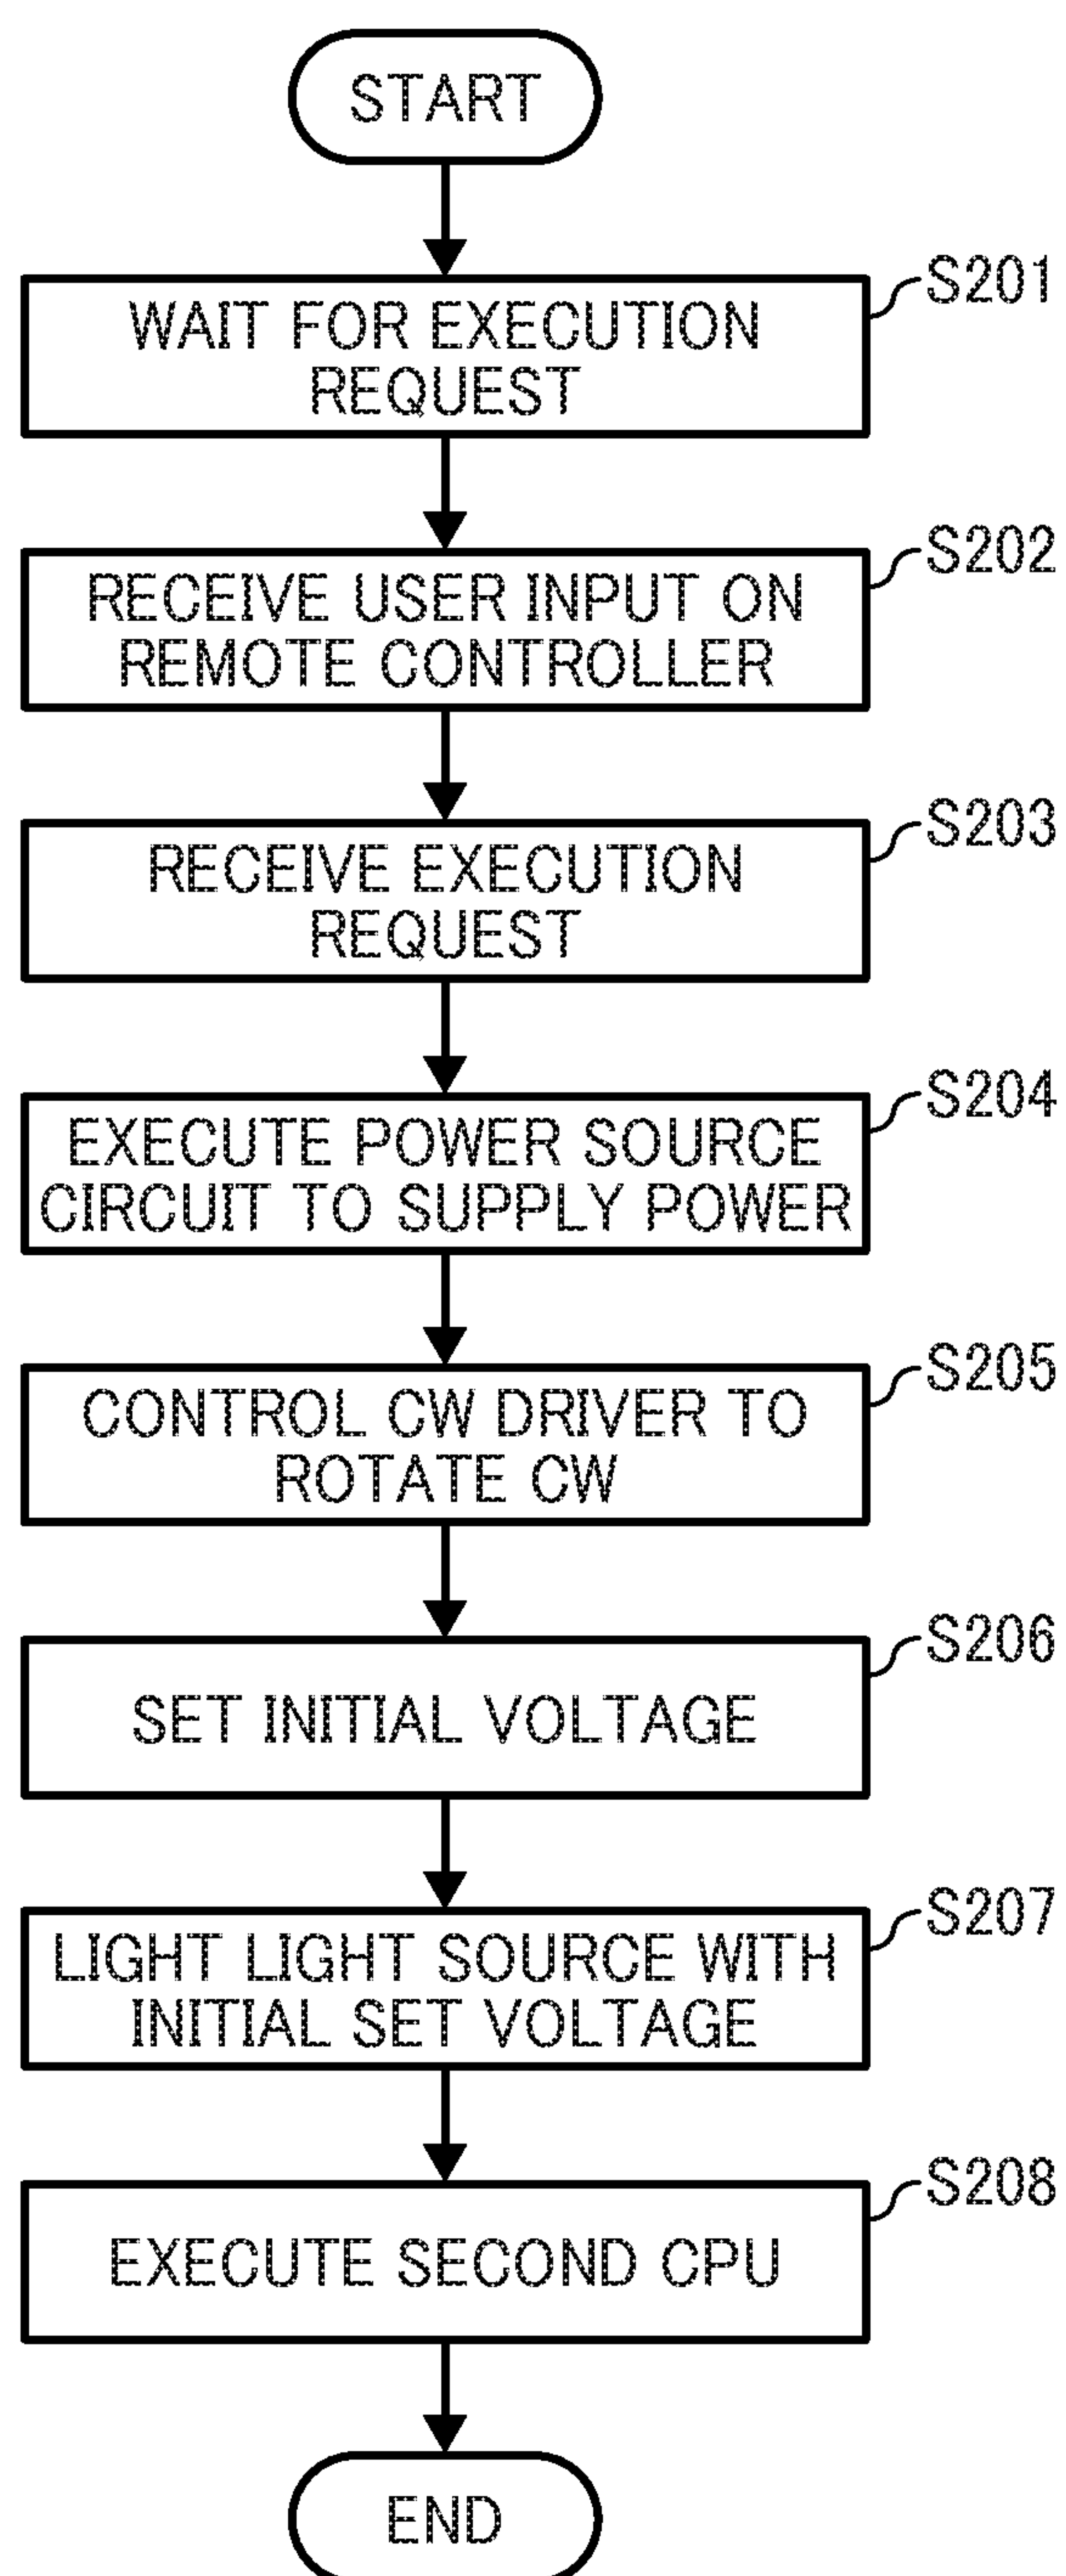 START
S201
WAIT FOR EXECUTION
REQUEST
S202
RECEIVE USER INPUT ON
REMOTE CONTROLLER
S203
RECEIVE EXECUTION
REQUEST
S204
EXECUTE POWER SOURCE
CIRCUIT TO SUPPLY POWER
S205
CONTROL CW DRIVER TO
ROTATE CW
S206
SET INITIAL VOLTAGE
S207
LIGHT LIGHT SOURCE WITH
INITIAL SET VOLTAGE
S208
EXECUTE SECOND CPU
END